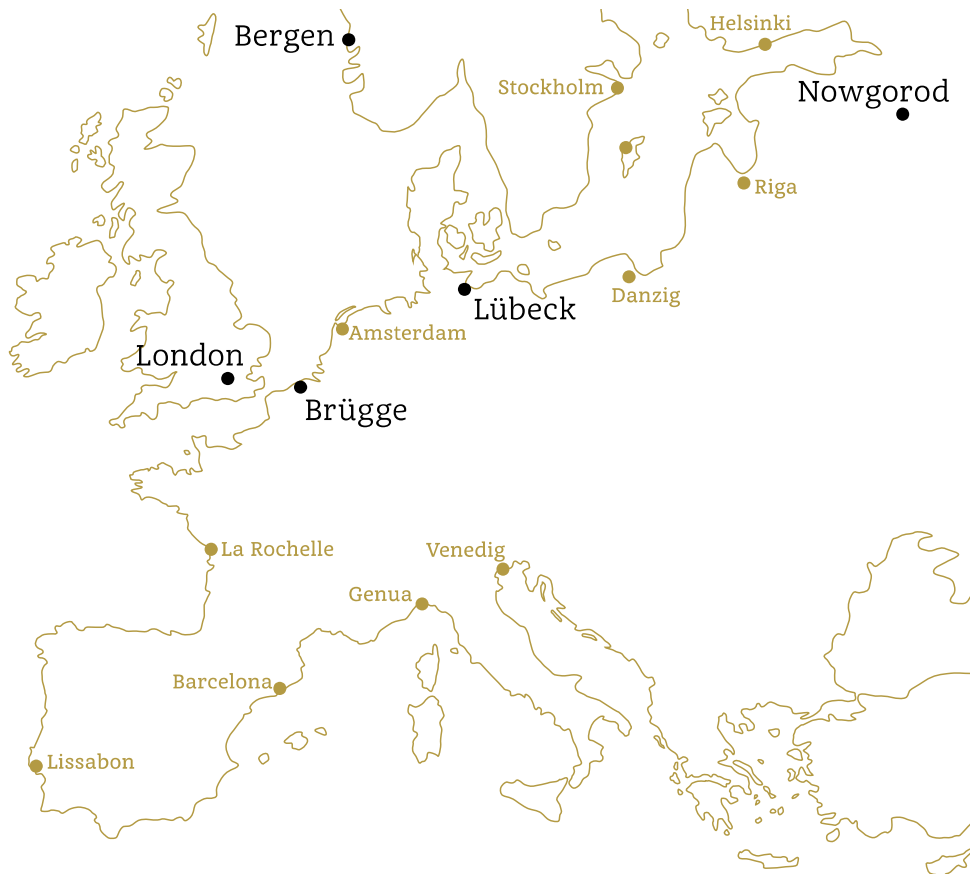 Helsinki
Bergen
Stockholm
Nowgorod
Riga
Danzig
Lübeck
Amsterdam
London
Brügge
La Rochelle
Venedig
Genua
Barcelona
Lissabon